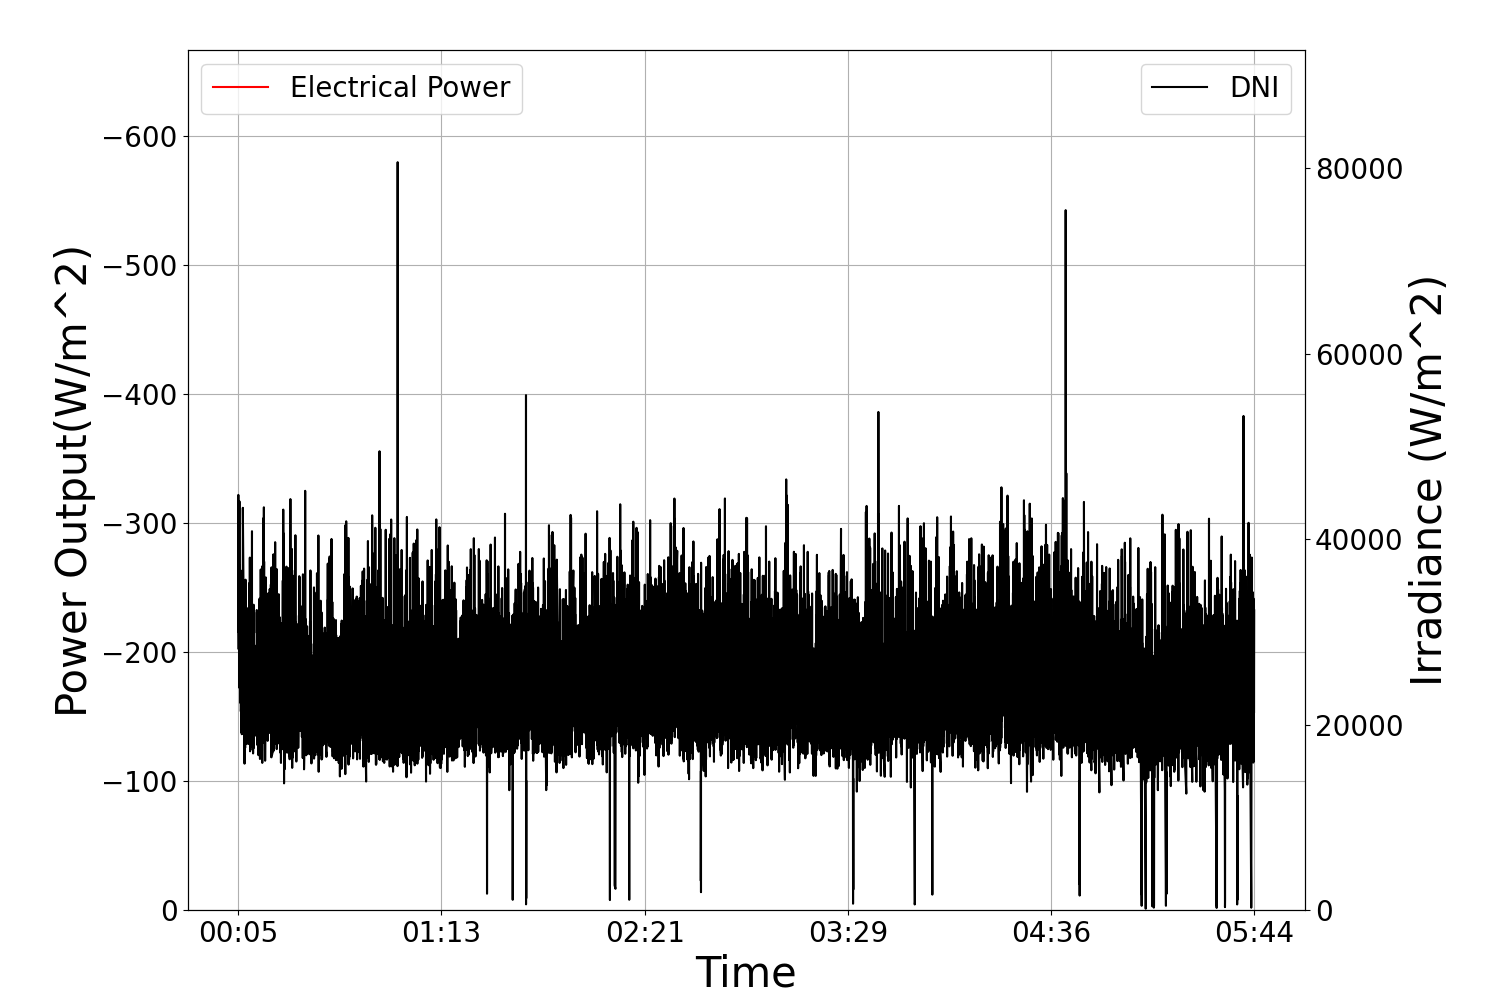 Electrical Power
DNI
Power Output(W/m^2)
−600
−500
−400
−300
−200
−100
0
80000
60000
40000
20000
0
Irradiance (W/m^2)
00:05 01:13 02:21 03:29 04:36 05:44
Time